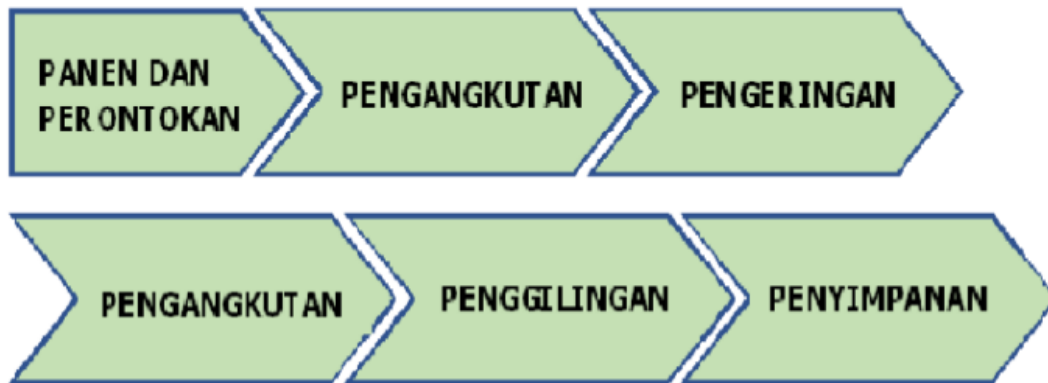 PANEN DAN
PERONTOKAN
PENGANGKUTAN
PENGERINGAN
PENGANGKUTAN
PENGGILINGAN
PENYIMPANAN